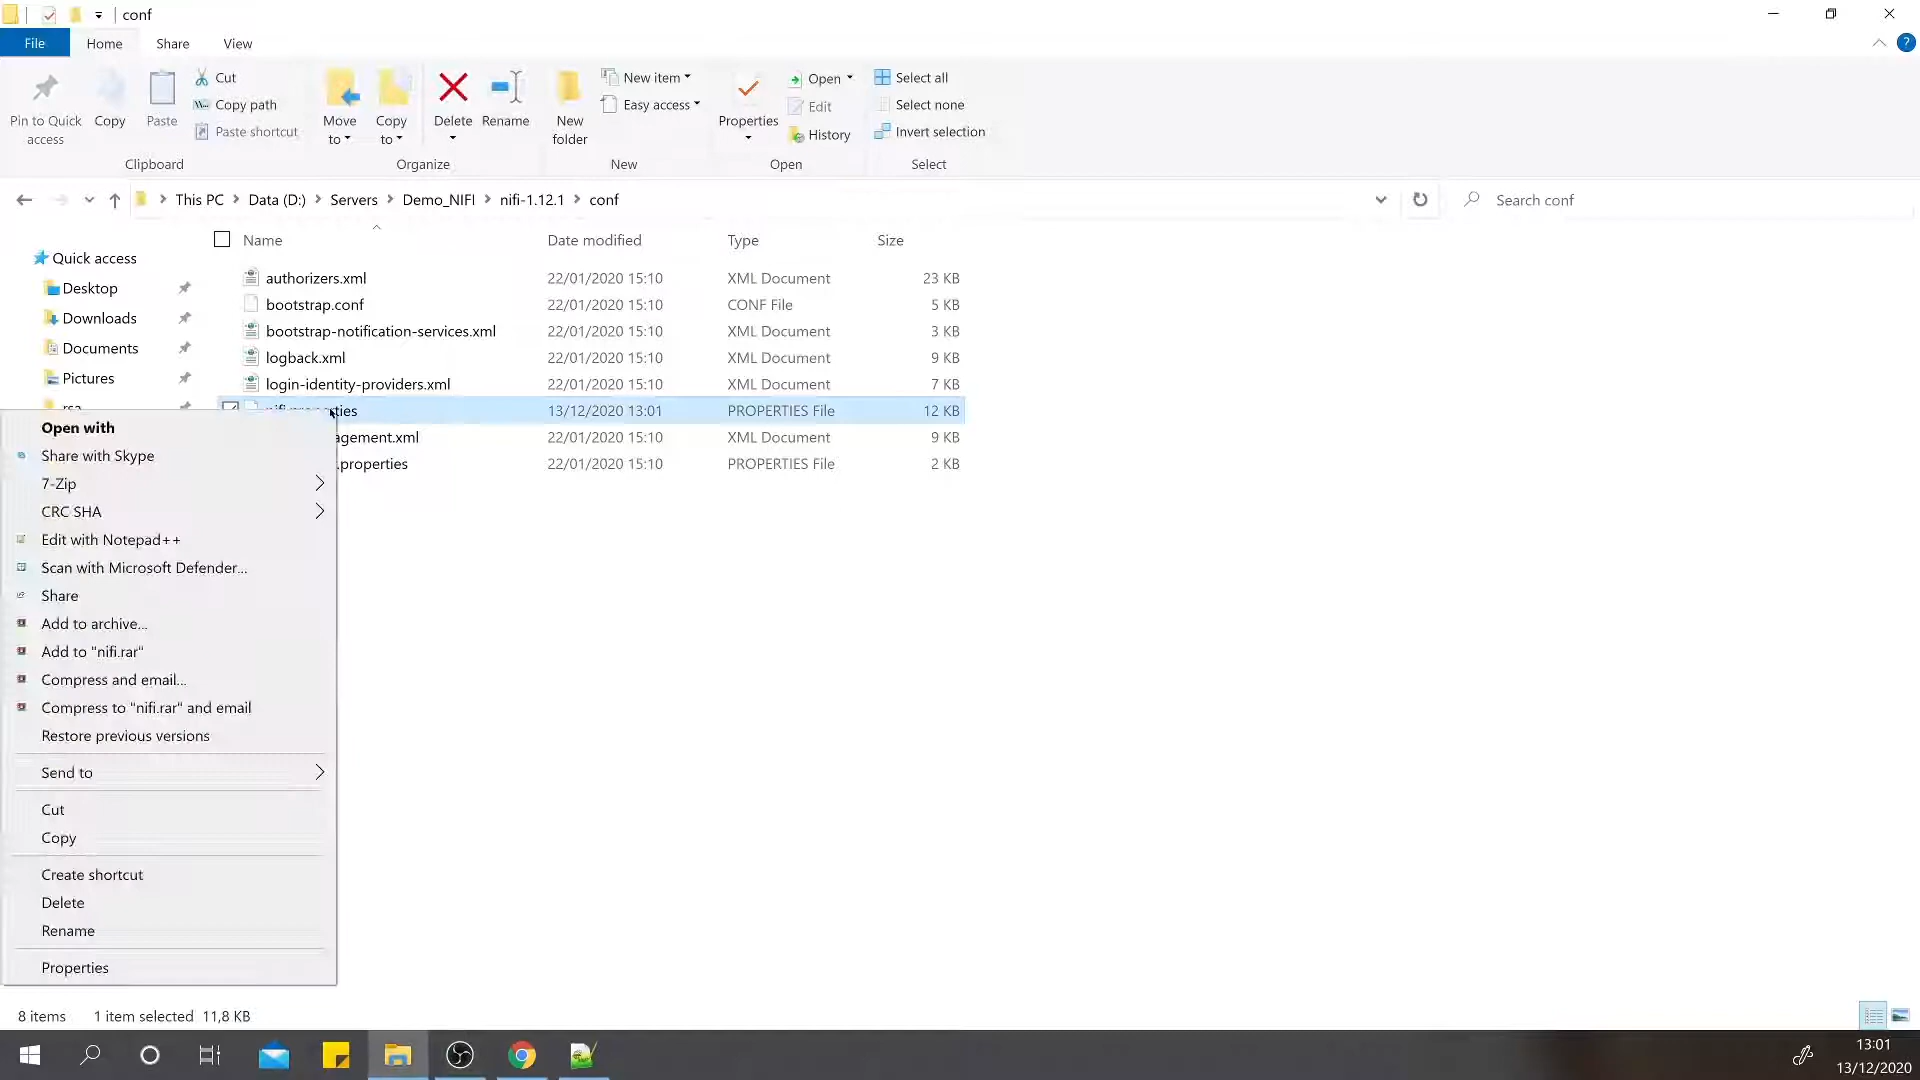 conf
File Home Share View
Pin to Quick access
Copy
Paste
Cut
Copy path
Paste shortcut
Clipboard
Move to
Copy to
Delete
Rename
Organize
New folder
New item
Easy access
New
Properties
Open
Edit
History
Open
Select all
Select none
Invert selection
Select
This PC Data (D:) Servers Demo_NIFI nifi-1.12.1 conf
Search conf
Name Date modified Type Size
Quick access
Desktop
Downloads
Documents
Pictures
authorizers.xml 22/01/2020 15:10 XML Document 23 KB
bootstrap.conf 22/01/2020 15:10 CONF File 5 KB
bootstrap-notification-services.xml 22/01/2020 15:10 XML Document 3 KB
logback.xml 22/01/2020 15:10 XML Document 9 KB
login-identity-providers.xml 22/01/2020 15:10 XML Document 7 KB
nifi.properties 13/12/2020 13:01 PROPERTIES File 12 KB
agement.xml 22/01/2020 15:10 XML Document 9 KB
.properties 22/01/2020 15:10 PROPERTIES File 2 KB
Open with
Share with Skype
7-Zip
CRC SHA
Edit with Notepad++
Scan with Microsoft Defender...
Share
Add to archive...
Add to "nifi.rar"
Compress and email...
Compress to "nifi.rar" and email
Restore previous versions
Send to
Cut
Copy
Create shortcut
Delete
Rename
Properties
8 items 1 item selected 11,8 KB
13:01
13/12/2020